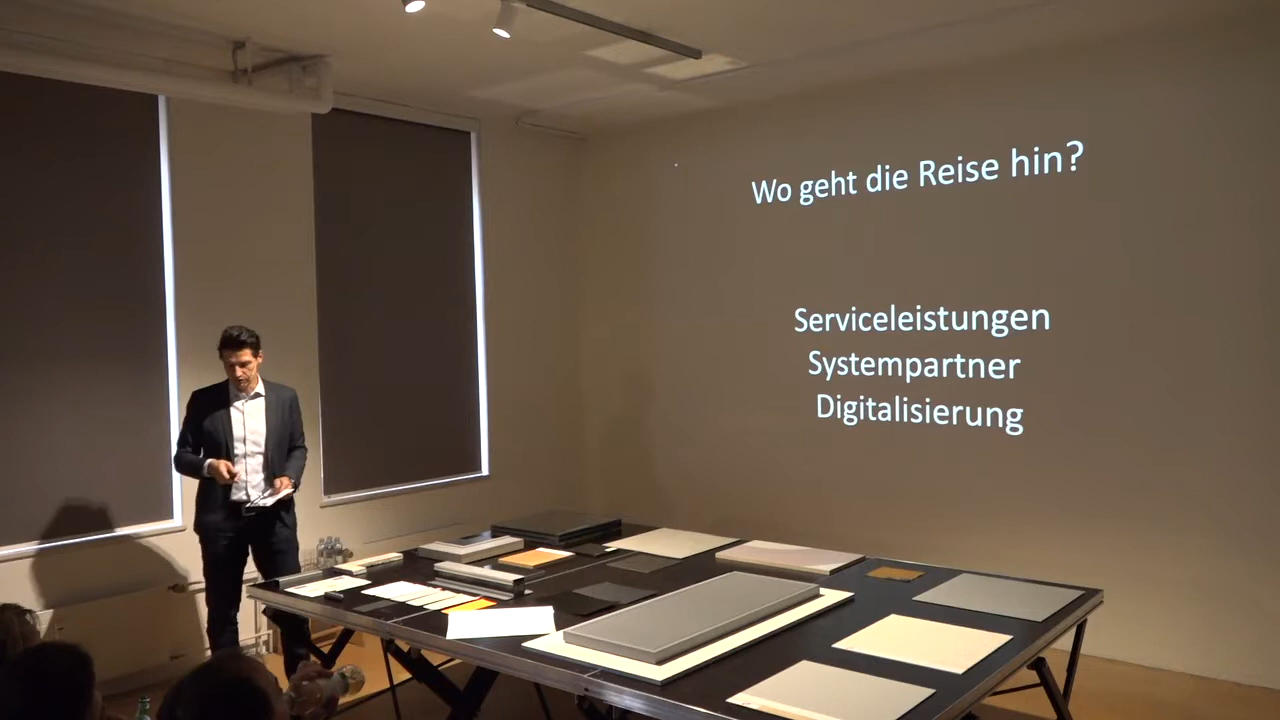 Wo geht die Reise hin?
Serviceleistungen
Systempartner
Digitalisierung